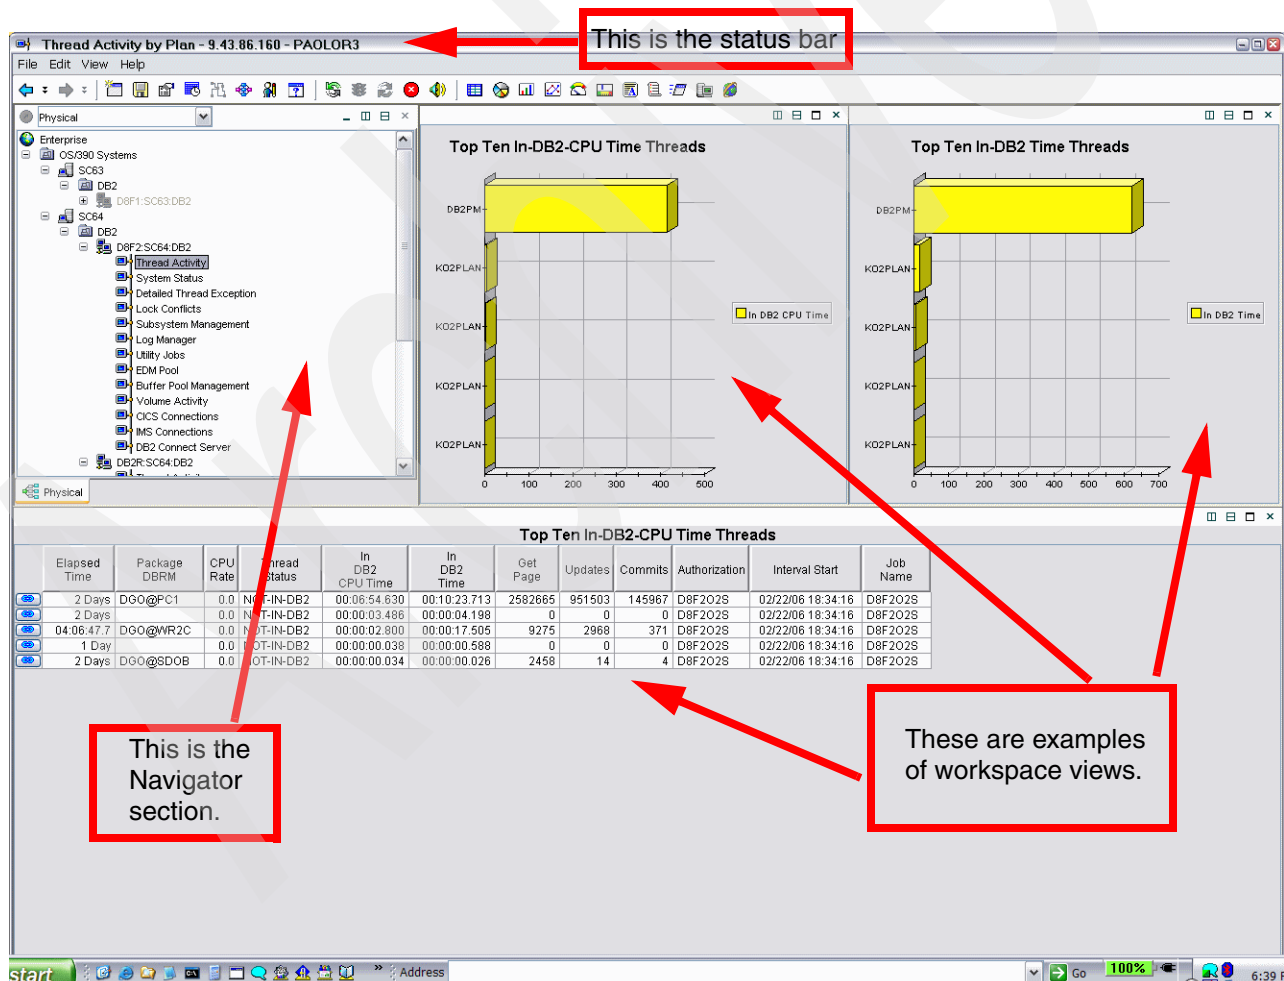 This is the status bar
Thread Activity by Plan - 9.43.86.160 - PAOLOR3
File Edit View Help
Physical
Enterprise
OS/390 Systems
SC63
DB2
D8F1:SC63:DB2
SC64
DB2
D8F2:SC64:DB2
Thread Activity
System Status
Detailed Thread Exception
Lock Conflicts
Subsystem Management
Log Manager
Utility Jobs
EDM Pool
Buffer Pool Management
Volume Activity
CICS Connections
IMS Connections
DB2 Connect Server
DB2R:SC64:DB2
Physical
Top Ten In-DB2-CPU Time Threads
DB2PM
KO2PLAN
KO2PLAN
KO2PLAN
KO2PLAN
0 100 200 300 400 500
In DB2 CPU Time
Top Ten In-DB2 Time Threads
DB2PM
KO2PLAN
KO2PLAN
KO2PLAN
KO2PLAN
0 100 200 300 400 500 600 700
In DB2 Time
Top Ten In-DB2-CPU Time Threads
Elapsed Time Package DBRM CPU Rate Thread Status In DB2 CPU Time In DB2 Time Get Page Updates Commits Authorization Interval Start Job Name
2 Days DGO@PC1 0.0 NOT-IN-DB2 00:06:54.630 00:10:23.713 2582665 951503 145967 D8F2O2S 02/22/06 18:34:16 D8F2O2S
2 Days 0.0 NOT-IN-DB2 00:00:03.486 00:00:04.198 0 0 0 D8F2O2S 02/22/06 18:34:16 D8F2O2S
04:06:47.7 DGO@WR2C 0.0 NOT-IN-DB2 00:00:02.800 00:00:17.505 9275 2968 371 D8F2O2S 02/22/06 18:34:16 D8F2O2S
1 Day 0.0 NOT-IN-DB2 00:00:00.038 00:00:00.588 0 0 0 D8F2O2S 02/22/06 18:34:16 D8F2O2S
2 Days DGO@SDOB 0.0 NOT-IN-DB2 00:00:00.034 00:00:00.026 2458 14 4 D8F2O2S 02/22/06 18:34:16 D8F2O2S
This is the
Navigator
section.
These are examples
of workspace views.
start
Address
Go
100%
6:39